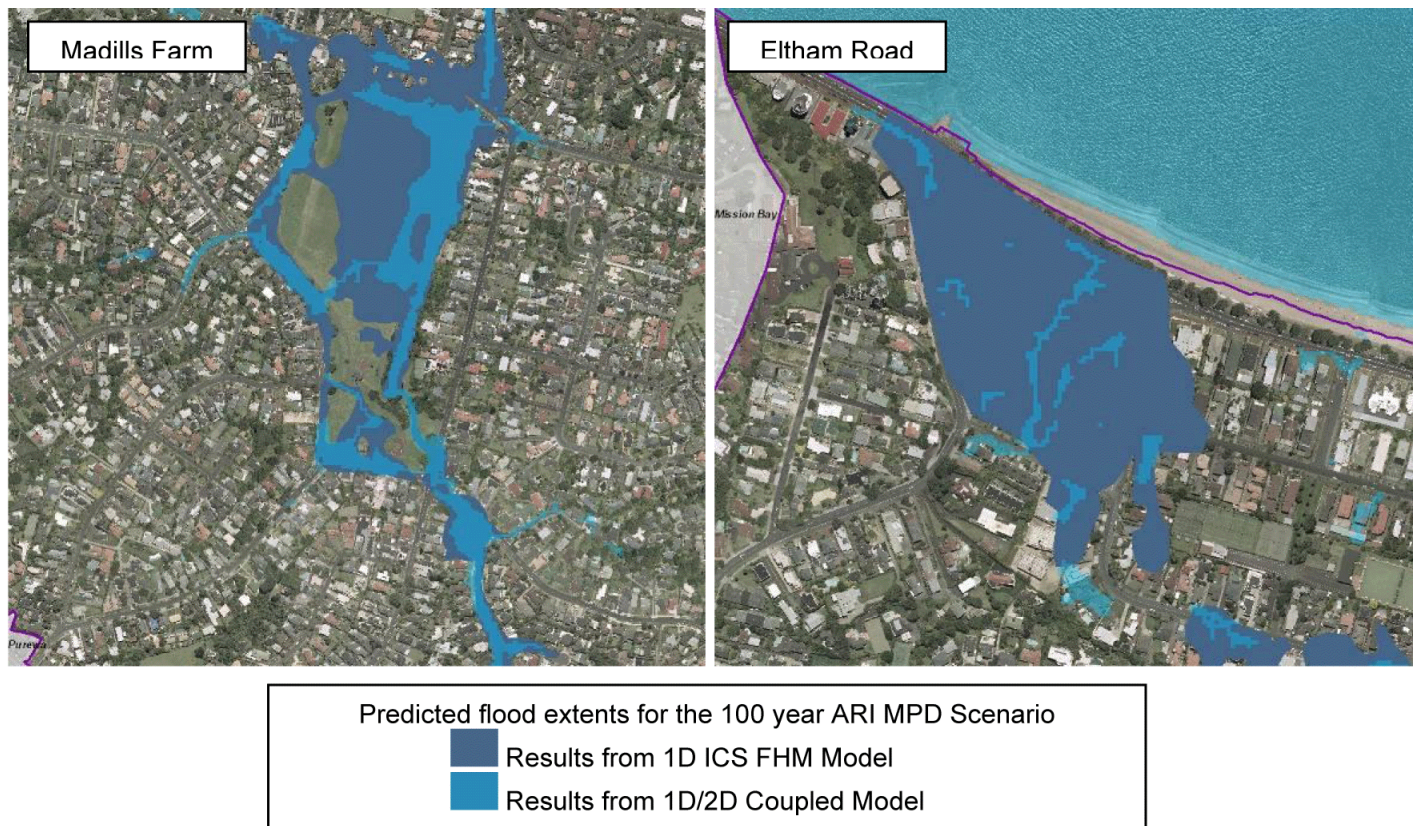 Madills Farm
Eltham Road
Mission Bay
Purewa
Predicted flood extents for the 100 year ARI MPD Scenario
Results from 1D ICS FHM Model
Results from 1D/2D Coupled Model